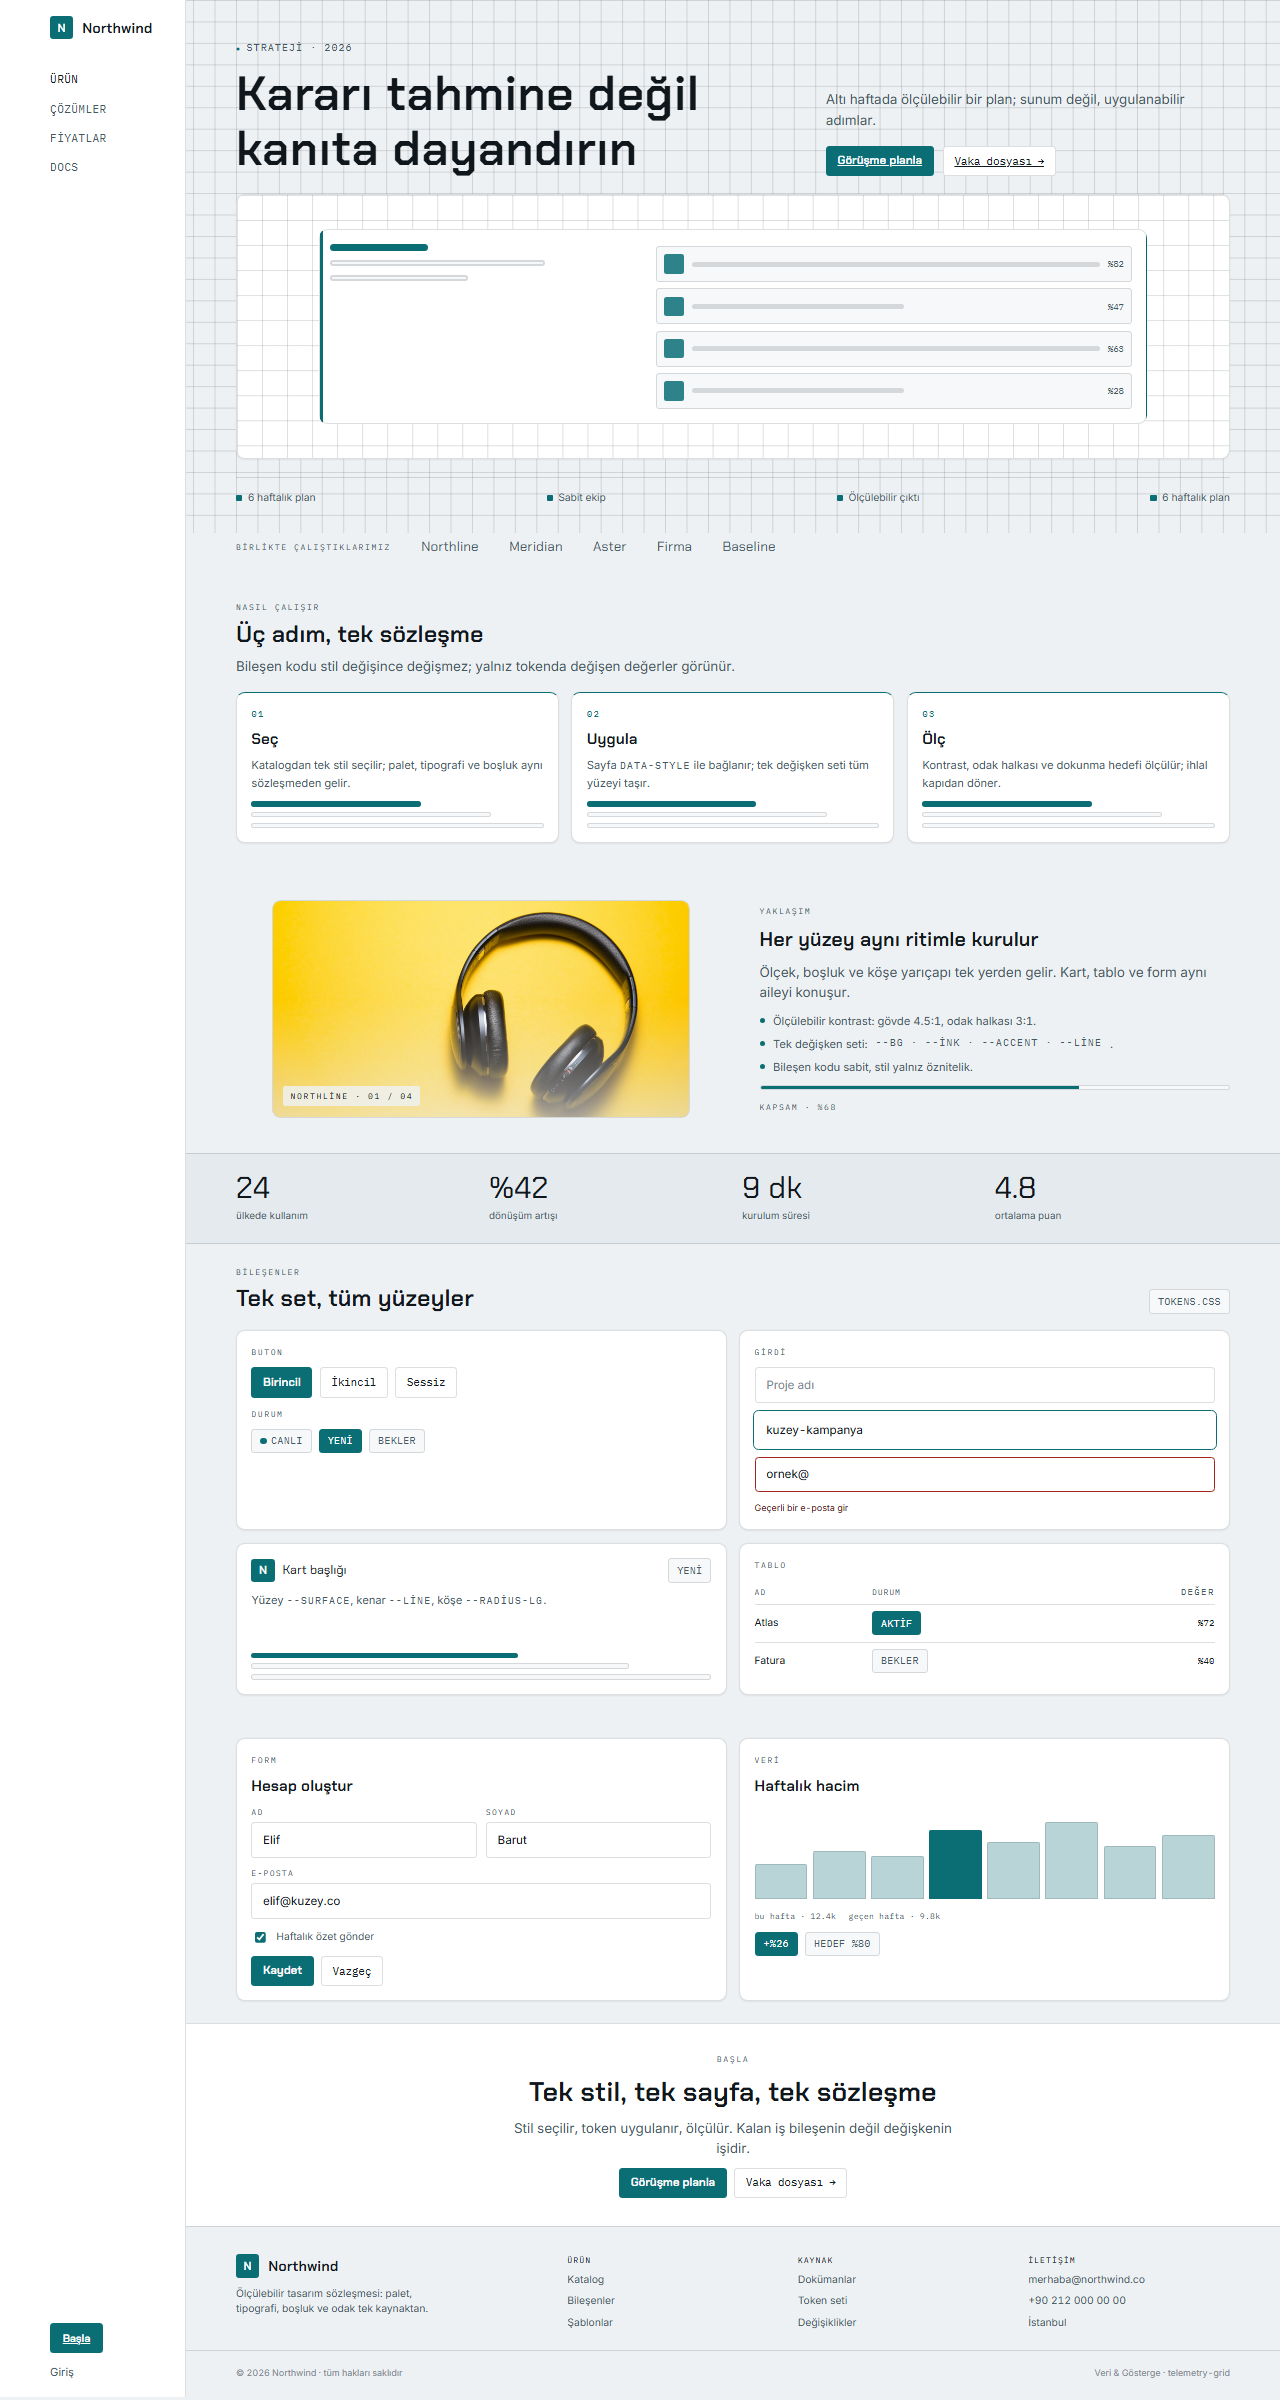 N Northwind
ÜRÜN
ÇÖZÜMLER
FİYATLAR
DOCS
STRATEJİ · 2026
Kararı tahmine değil
kanıta dayandırın
Altı haftada ölçülebilir bir plan; sunum değil, uygulanabilir
adımlar.
Görüşme planla
Vaka dosyası →
%82
%47
%63
%28
6 haftalık plan
Sabit ekip
Ölçülebilir çıktı
6 haftalık plan
BİRLİKTE ÇALIŞTIKLARIMIZ
Northline
Meridian
Aster
Firma
Baseline
NASIL ÇALIŞIR
Üç adım, tek sözleşme
Bileşen kodu stil değişince değişmez; yalnız tokenda değişen değerler görünür.
01
Seç
Katalogdan tek stil seçilir; palet, tipografi ve boşluk aynı
sözleşmeden gelir.
02
Uygula
Sayfa DATA-STYLE ile bağlanır; tek değişken seti tüm
yüzeyi taşır.
03
Ölç
Kontrast, odak halkası ve dokunma hedefi ölçülür; ihlal
kapıdan döner.
NORTHLİNE · 01 / 04
YAKLAŞIM
Her yüzey aynı ritimle kurulur
Ölçek, boşluk ve köşe yarıçapı tek yerden gelir. Kart, tablo ve form aynı
aileyi konuşur.
Ölçülebilir kontrast: gövde 4.5:1, odak halkası 3:1.
Tek değişken seti: --BG · --İNK · --ACCENT · --LİNE .
Bileşen kodu sabit, stil yalnız öznitelik.
KAPSAM · %68
24
ülkede kullanım
%42
dönüşüm artışı
9 dk
kurulum süresi
4.8
ortalama puan
BİLEŞENLER
Tek set, tüm yüzeyler
TOKENS.CSS
BUTON
Birincil
İkincil
Sessiz
DURUM
CANLI
YENİ
BEKLER
GİRDİ
Proje adı
kuzey-kampanya
ornek@
Geçerli bir e-posta gir
N Kart başlığı
YENİ
Yüzey --SURFACE, kenar --LİNE, köşe --RADİUS-LG.
TABLO
AD DURUM DEĞER
Atlas AKTİF %72
Fatura BEKLER %40
FORM
Hesap oluştur
AD
SOYAD
Elif
Barut
E-POSTA
elif@kuzey.co
Haftalık özet gönder
Kaydet
Vazgeç
VERİ
Haftalık hacim
bu hafta · 12.4k geçen hafta · 9.8k
+%26
HEDEF %80
BAŞLA
Tek stil, tek sayfa, tek sözleşme
Stil seçilir, token uygulanır, ölçülür. Kalan iş bileşenin değil değişkenin
işidir.
Görüşme planla
Vaka dosyası →
Başla
Giriş
N Northwind
Ölçülebilir tasarım sözleşmesi: palet,
tipografi, boşluk ve odak tek kaynaktan.
ÜRÜN
Katalog
Bileşenler
Şablonlar
KAYNAK
Dokümanlar
Token seti
Değişiklikler
İLETİŞİM
merhaba@northwind.co
+90 212 000 00 00
İstanbul
© 2026 Northwind · tüm hakları saklıdır
Veri & Gösterge · telemetry-grid